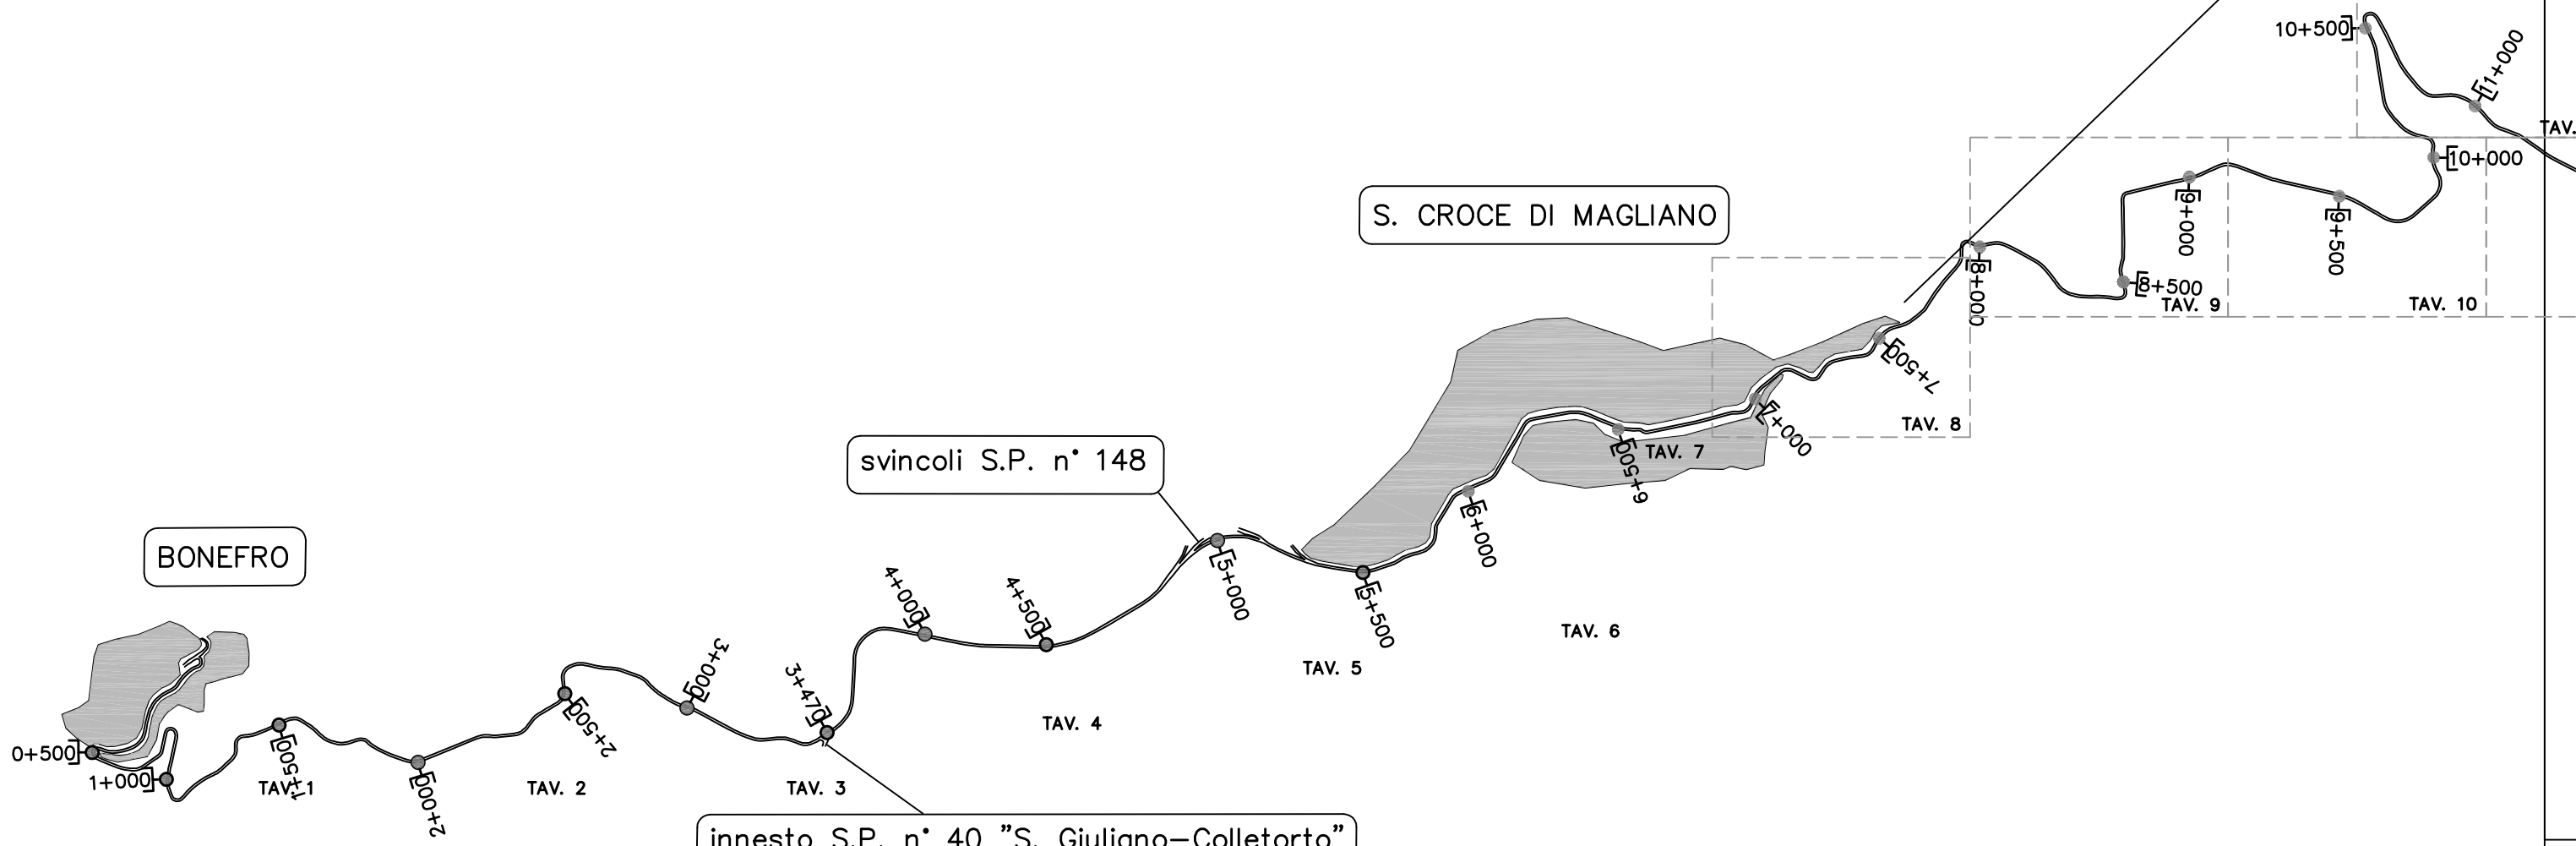 10+500
11+000
TAV.
10+000
S. CROCE DI MAGLIANO
9+000
9+500
8+000
8+500
TAV. 9
TAV. 10
7+500
TAV. 8
7+000
TAV. 7
6+500
svincoli S.P. n° 148
6+000
BONEFRO
5+000
5+500
4+000
4+500
TAV. 6
TAV. 5
3+000
3+470
TAV. 4
2+500
0+500
1+000
1+500
TAV. 1
2+000
TAV. 2
TAV. 3
innesto S.P. n° 40 "S. Giuliano-Colletorto"